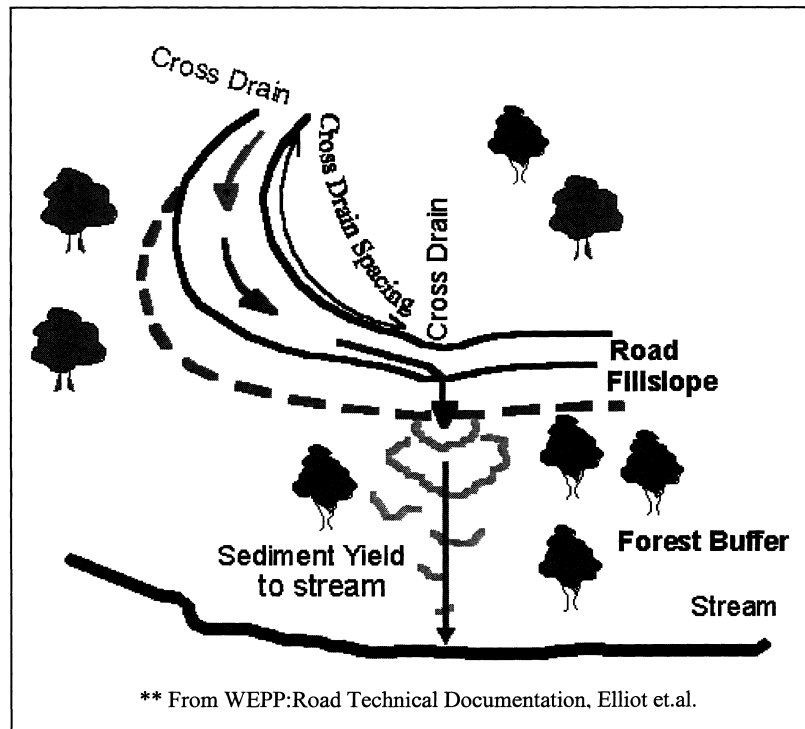 Cross Drain
Cross Drain Spacing
Cross Drain
Road
Fillslope
Sediment Yield
to stream
Forest Buffer
Stream
** From WEPP:Road Technical Documentation, Elliot et.al.